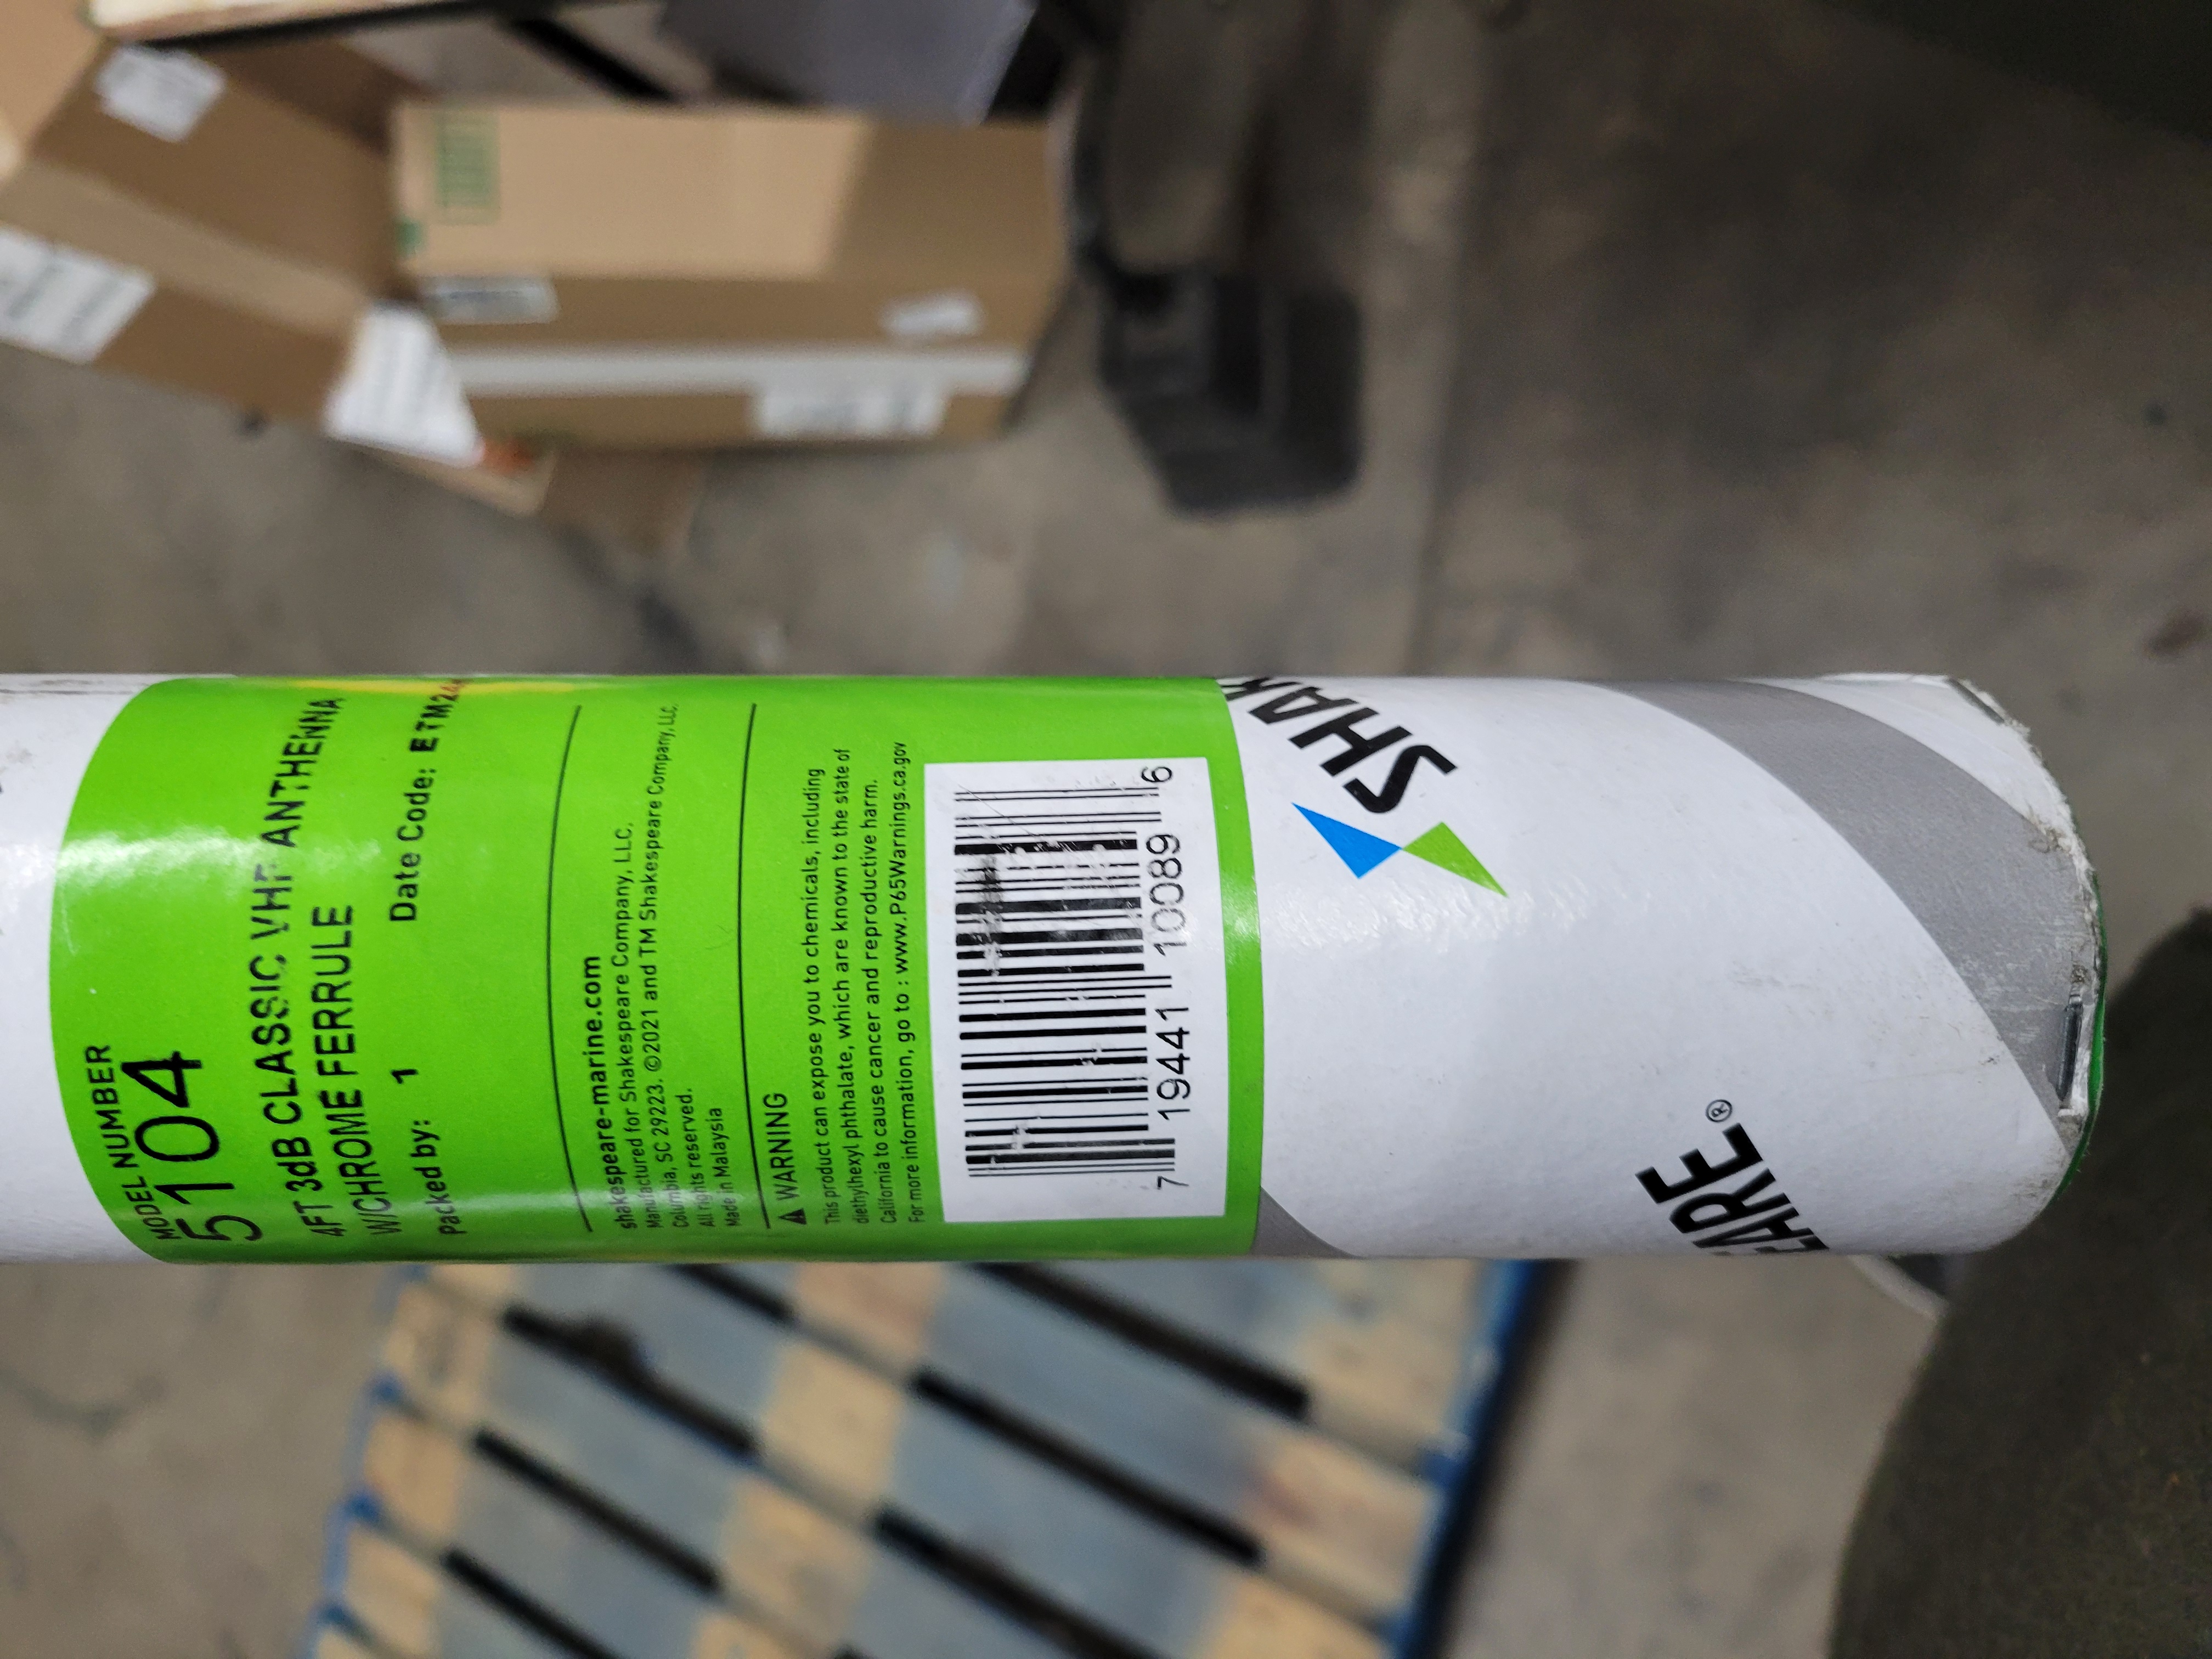 MODEL NUMBER
5104
4FT 3dB CLASSIC VHF ANTHENNA
W/CHROME FERRULE
Packed by: 1 Date Code:
shakespeare-marine.com
Manufactured for Shakespeare Company, LLC.
Columbia, SC 29223. ©2021 and TM Shakespeare Company, LLC.
All rights reserved.
Made in Malaysia
⚠ WARNING
This product can expose you to chemicals, including
diethylhexyl phthalate, which are known to the state of
California to cause cancer and reproductive harm.
For more information, go to : www.P65Warnings.ca.gov
7 19441 10089 6
SHAK
EARE®